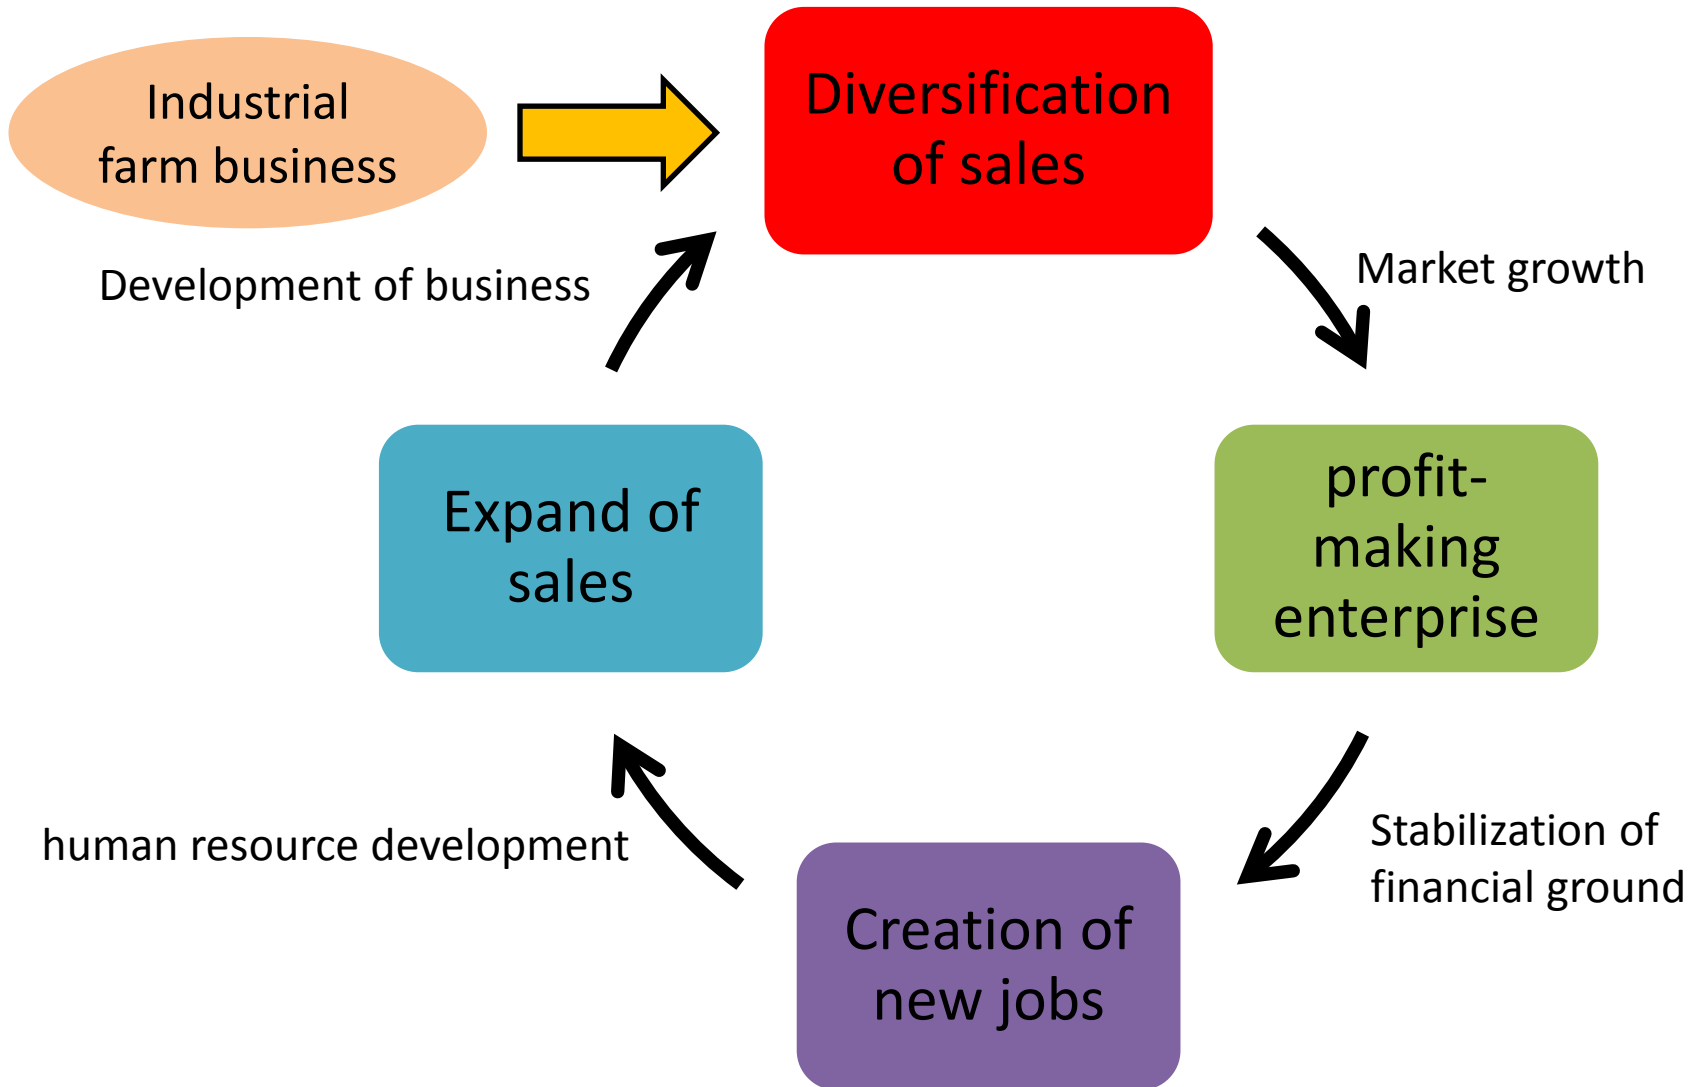 Industrial
farm business
Diversification
of sales
Development of business
Market growth
Expand of
sales
profit-
making
enterprise
human resource development
Stabilization of
financial ground
Creation of
new jobs